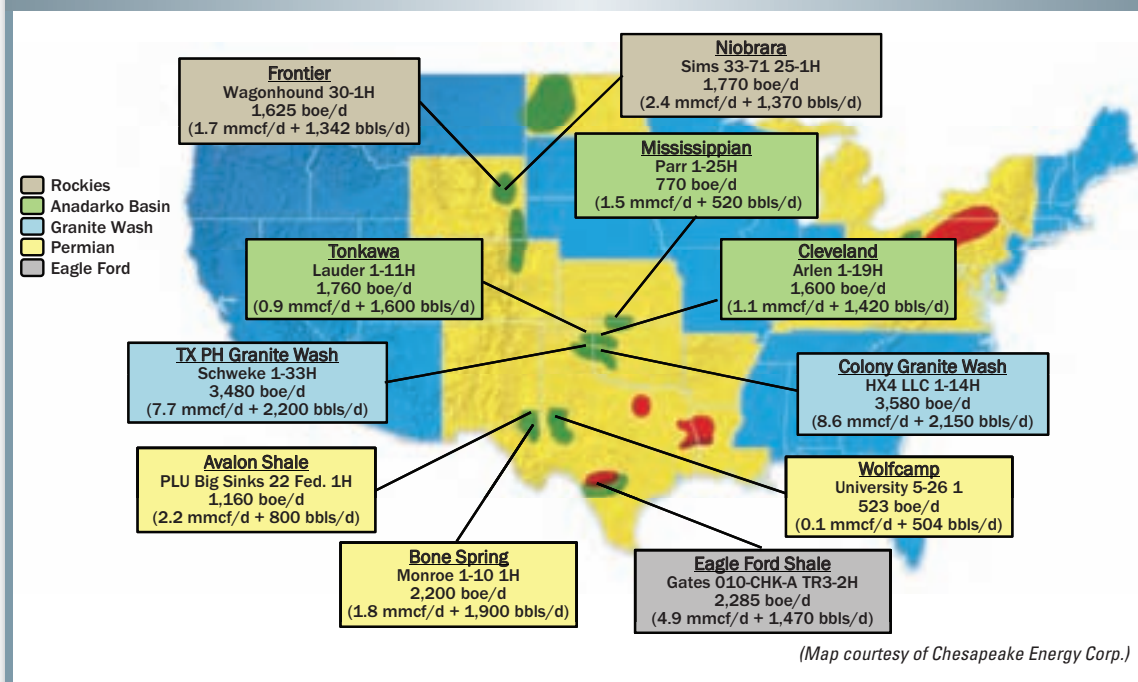 Niobrara
Sims 33-71 25-1H
1,770 boe/d
(2.4 mmcf/d + 1,370 bbls/d)
Frontier
Wagonhound 30-1H
1,625 boe/d
(1.7 mmcf/d + 1,342 bbls/d)
Mississippian
Parr 1-25H
770 boe/d
(1.5 mmcf/d + 520 bbls/d)
Rockies
Anadarko Basin
Granite Wash
Permian
Eagle Ford
Tonkawa
Lauder 1-11H
1,760 boe/d
(0.9 mmcf/d + 1,600 bbls/d)
Cleveland
Arlen 1-19H
1,600 boe/d
(1.1 mmcf/d + 1,420 bbls/d)
TX PH Granite Wash
Schweke 1-33H
3,480 boe/d
(7.7 mmcf/d + 2,200 bbls/d)
Colony Granite Wash
HX4 LLC 1-14H
3,580 boe/d
(8.6 mmcf/d + 2,150 bbls/d)
Avalon Shale
PLU Big Sinks 22 Fed. 1H
1,160 boe/d
(2.2 mmcf/d + 800 bbls/d)
Wolfcamp
University 5-26 1
523 boe/d
(0.1 mmcf/d + 504 bbls/d)
Bone Spring
Monroe 1-10 1H
2,200 boe/d
(1.8 mmcf/d + 1,900 bbls/d)
Eagle Ford Shale
Gates 010-CHK-A TR3-2H
2,285 boe/d
(4.9 mmcf/d + 1,470 bbls/d)
(Map courtesy of Chesapeake Energy Corp.)